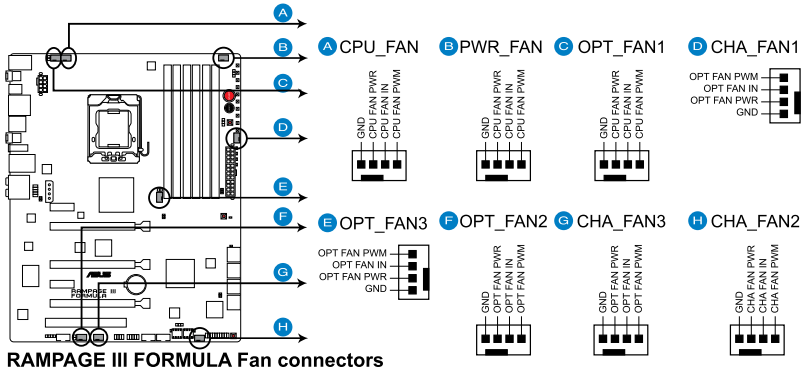 A
B
C
D
E
F
G
H
A CPU_FAN
GND
CPU FAN PWR
CPU FAN IN
CPU FAN PWM
B PWR_FAN
GND
CPU FAN PWR
CPU FAN IN
CPU FAN PWM
C OPT_FAN1
GND
CPU FAN PWR
CPU FAN IN
CPU FAN PWM
D CHA_FAN1
OPT FAN PWM
OPT FAN IN
OPT FAN PWR
GND
E OPT_FAN3
OPT FAN PWM
OPT FAN IN
OPT FAN PWR
GND
F OPT_FAN2
GND
OPT FAN PWR
OPT FAN IN
OPT FAN PWM
G CHA_FAN3
GND
OPT FAN PWR
OPT FAN IN
OPT FAN PWM
H CHA_FAN2
GND
CHA FAN PWR
CHA FAN IN
CHA FAN PWM
ASUS
RAMPAGE III
FORMULA
RAMPAGE III FORMULA Fan connectors